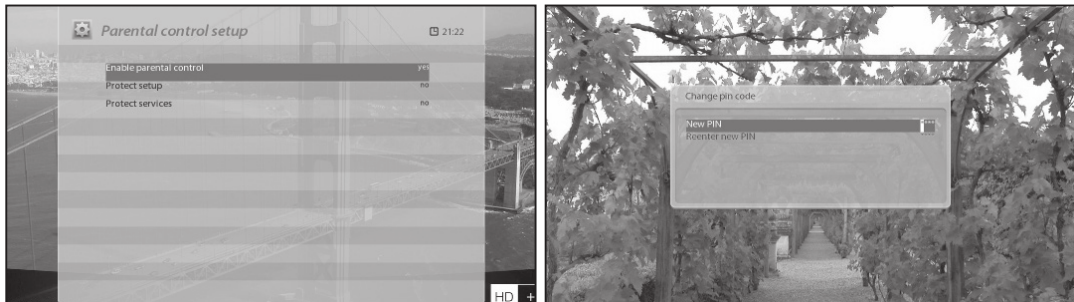 Parental control setup
21:22
Enable parental control yes
Protect setup no
Protect services no
HD +
Change pin code
New PIN ****
Reenter new PIN